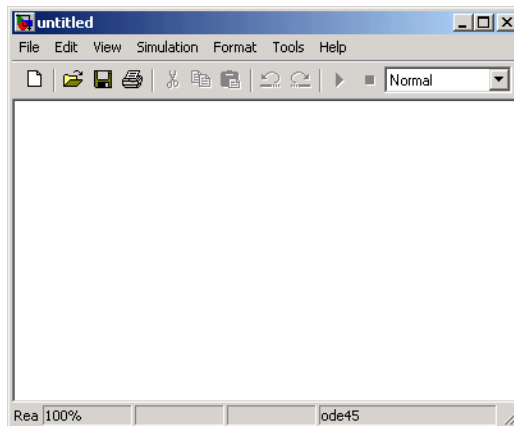 untitled
File Edit View Simulation Format Tools Help
Normal
Rea 100% ode45